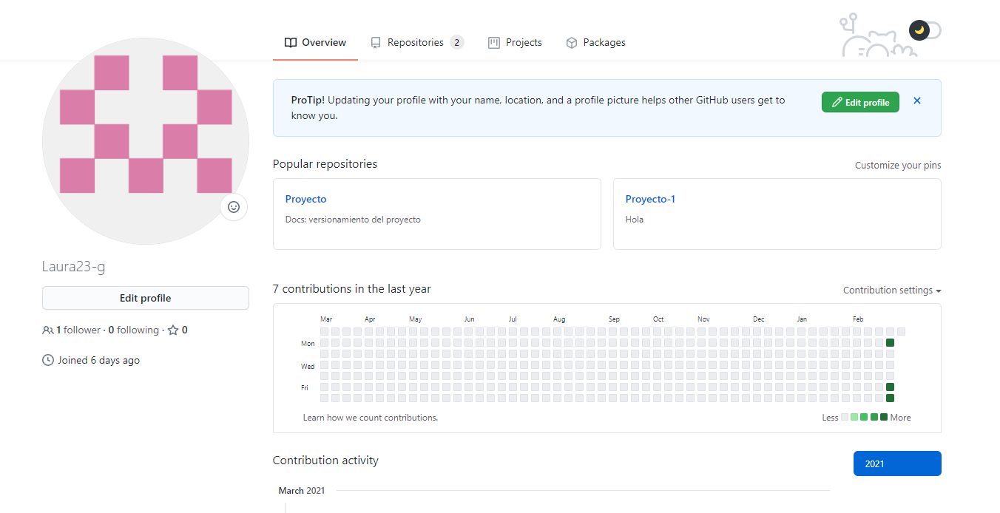 Overview Repositories 2 Projects Packages
ProTip! Updating your profile with your name, location, and a profile picture helps other GitHub users get to
know you.
Edit profile
Popular repositories
Customize your pins
Proyecto
Docs: versionamiento del proyecto
Proyecto-1
Hola
Laura23-g
Edit profile
1 follower · 0 following · 0
Joined 6 days ago
7 contributions in the last year
Contribution settings
Mar Apr May Jun Jul Aug Sep Oct Nov Dec Jan Feb
Mon
Wed
Fri
Learn how we count contributions.
Less More
Contribution activity
2021
March 2021